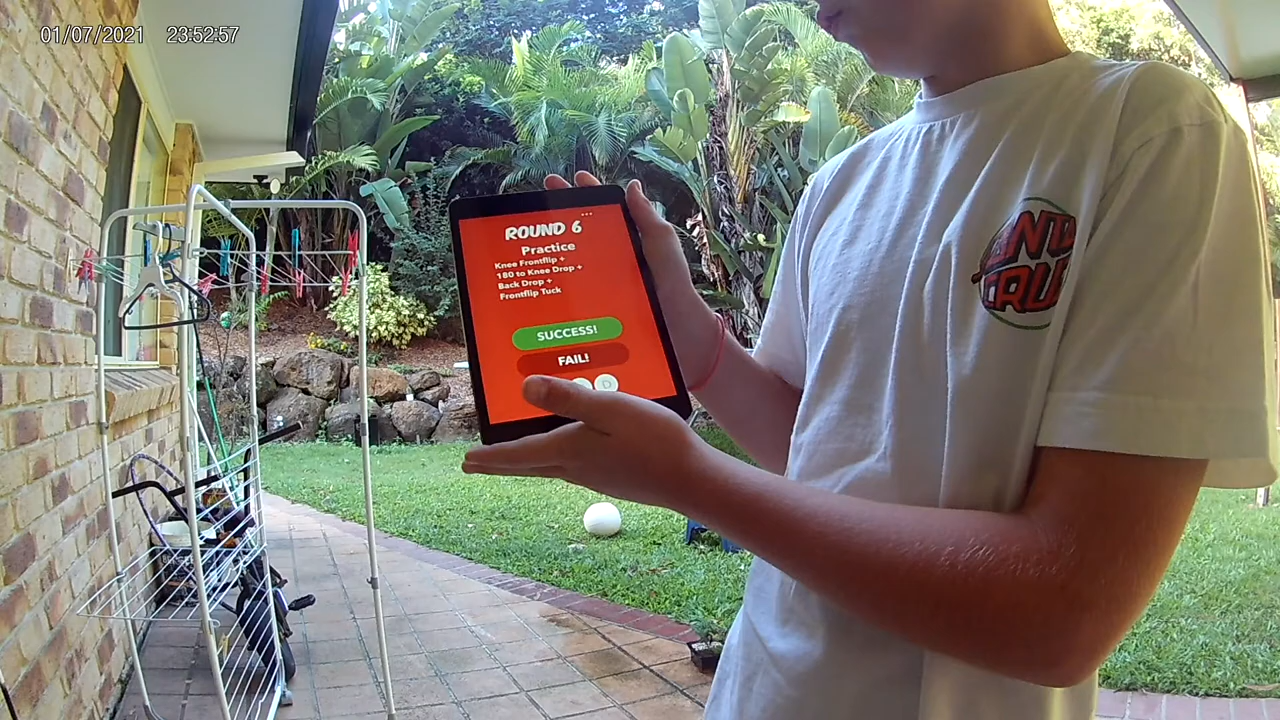 01/07/2021 23:52:57
ROUND 6
Practice
Knee Frontflip +
180 to Knee Drop +
Back Drop +
Frontflip Tuck
SUCCESS!
FAIL!
D